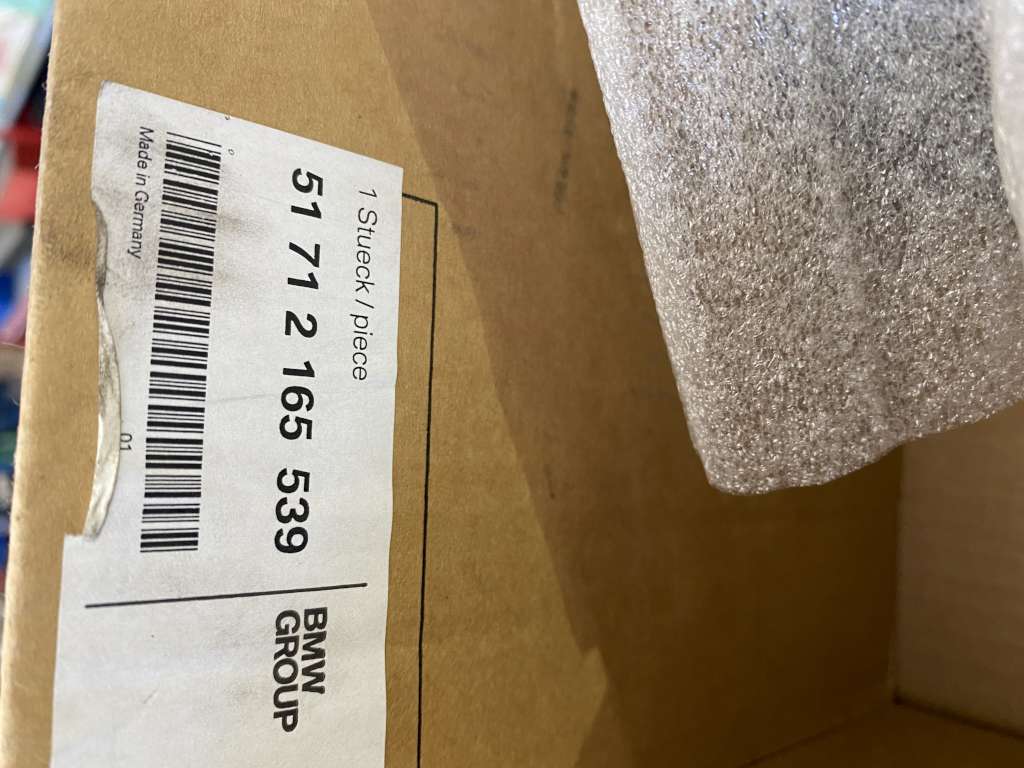 1 Stueck / piece
51 71 2 165 539
Made in Germany
01
BMW
GROUP